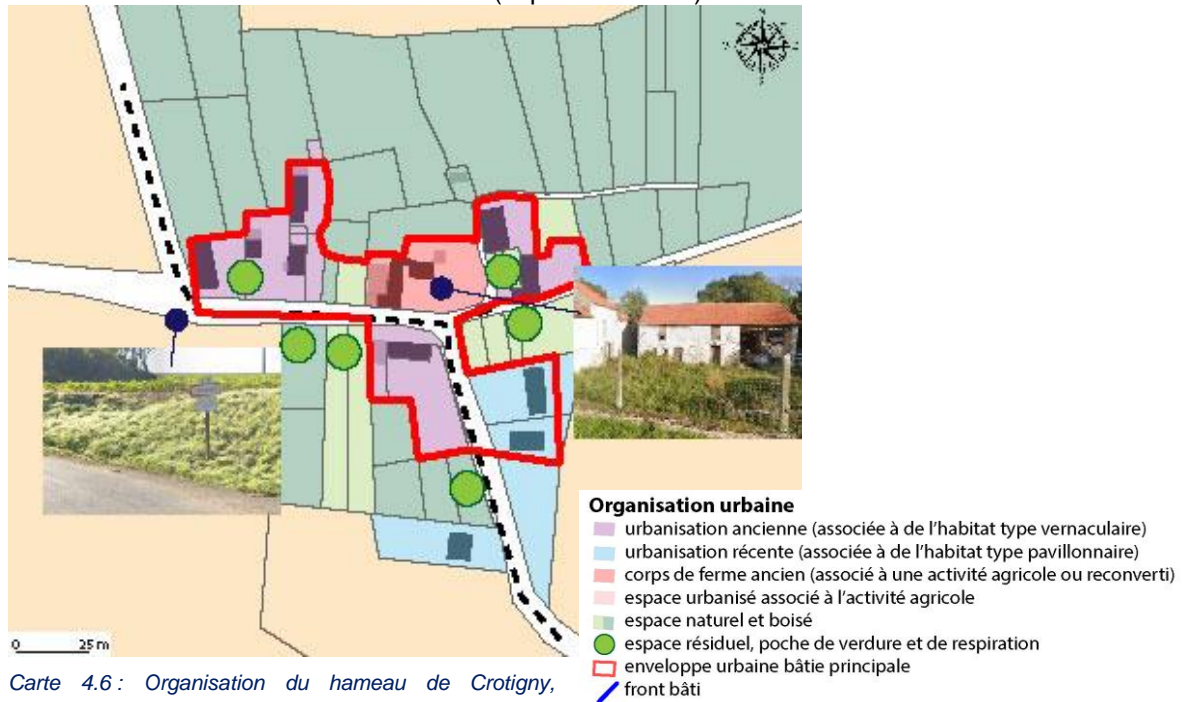 0 25 m
Carte 4.6 : Organisation du hameau de Crotigny,
Organisation urbaine
urbanisation ancienne (associée à de l'habitat type vernaculaire)
urbanisation récente (associée à de l'habitat type pavillonnaire)
corps de ferme ancien (associé à une activité agricole ou reconverti)
espace urbanisé associé à l'activité agricole
espace naturel et boisé
espace résiduel, poche de verdure et de respiration
enveloppe urbaine bâtie principale
front bâti